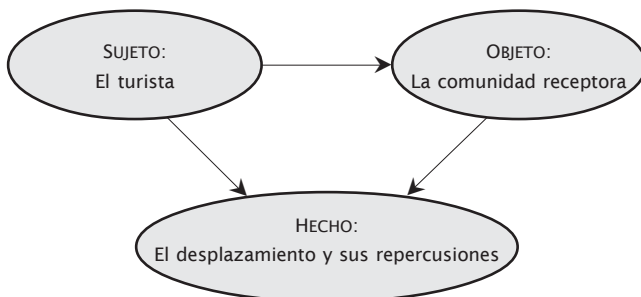 SUJETO:
El turista
OBJETO:
La comunidad receptora
HECHO:
El desplazamiento y sus repercusiones